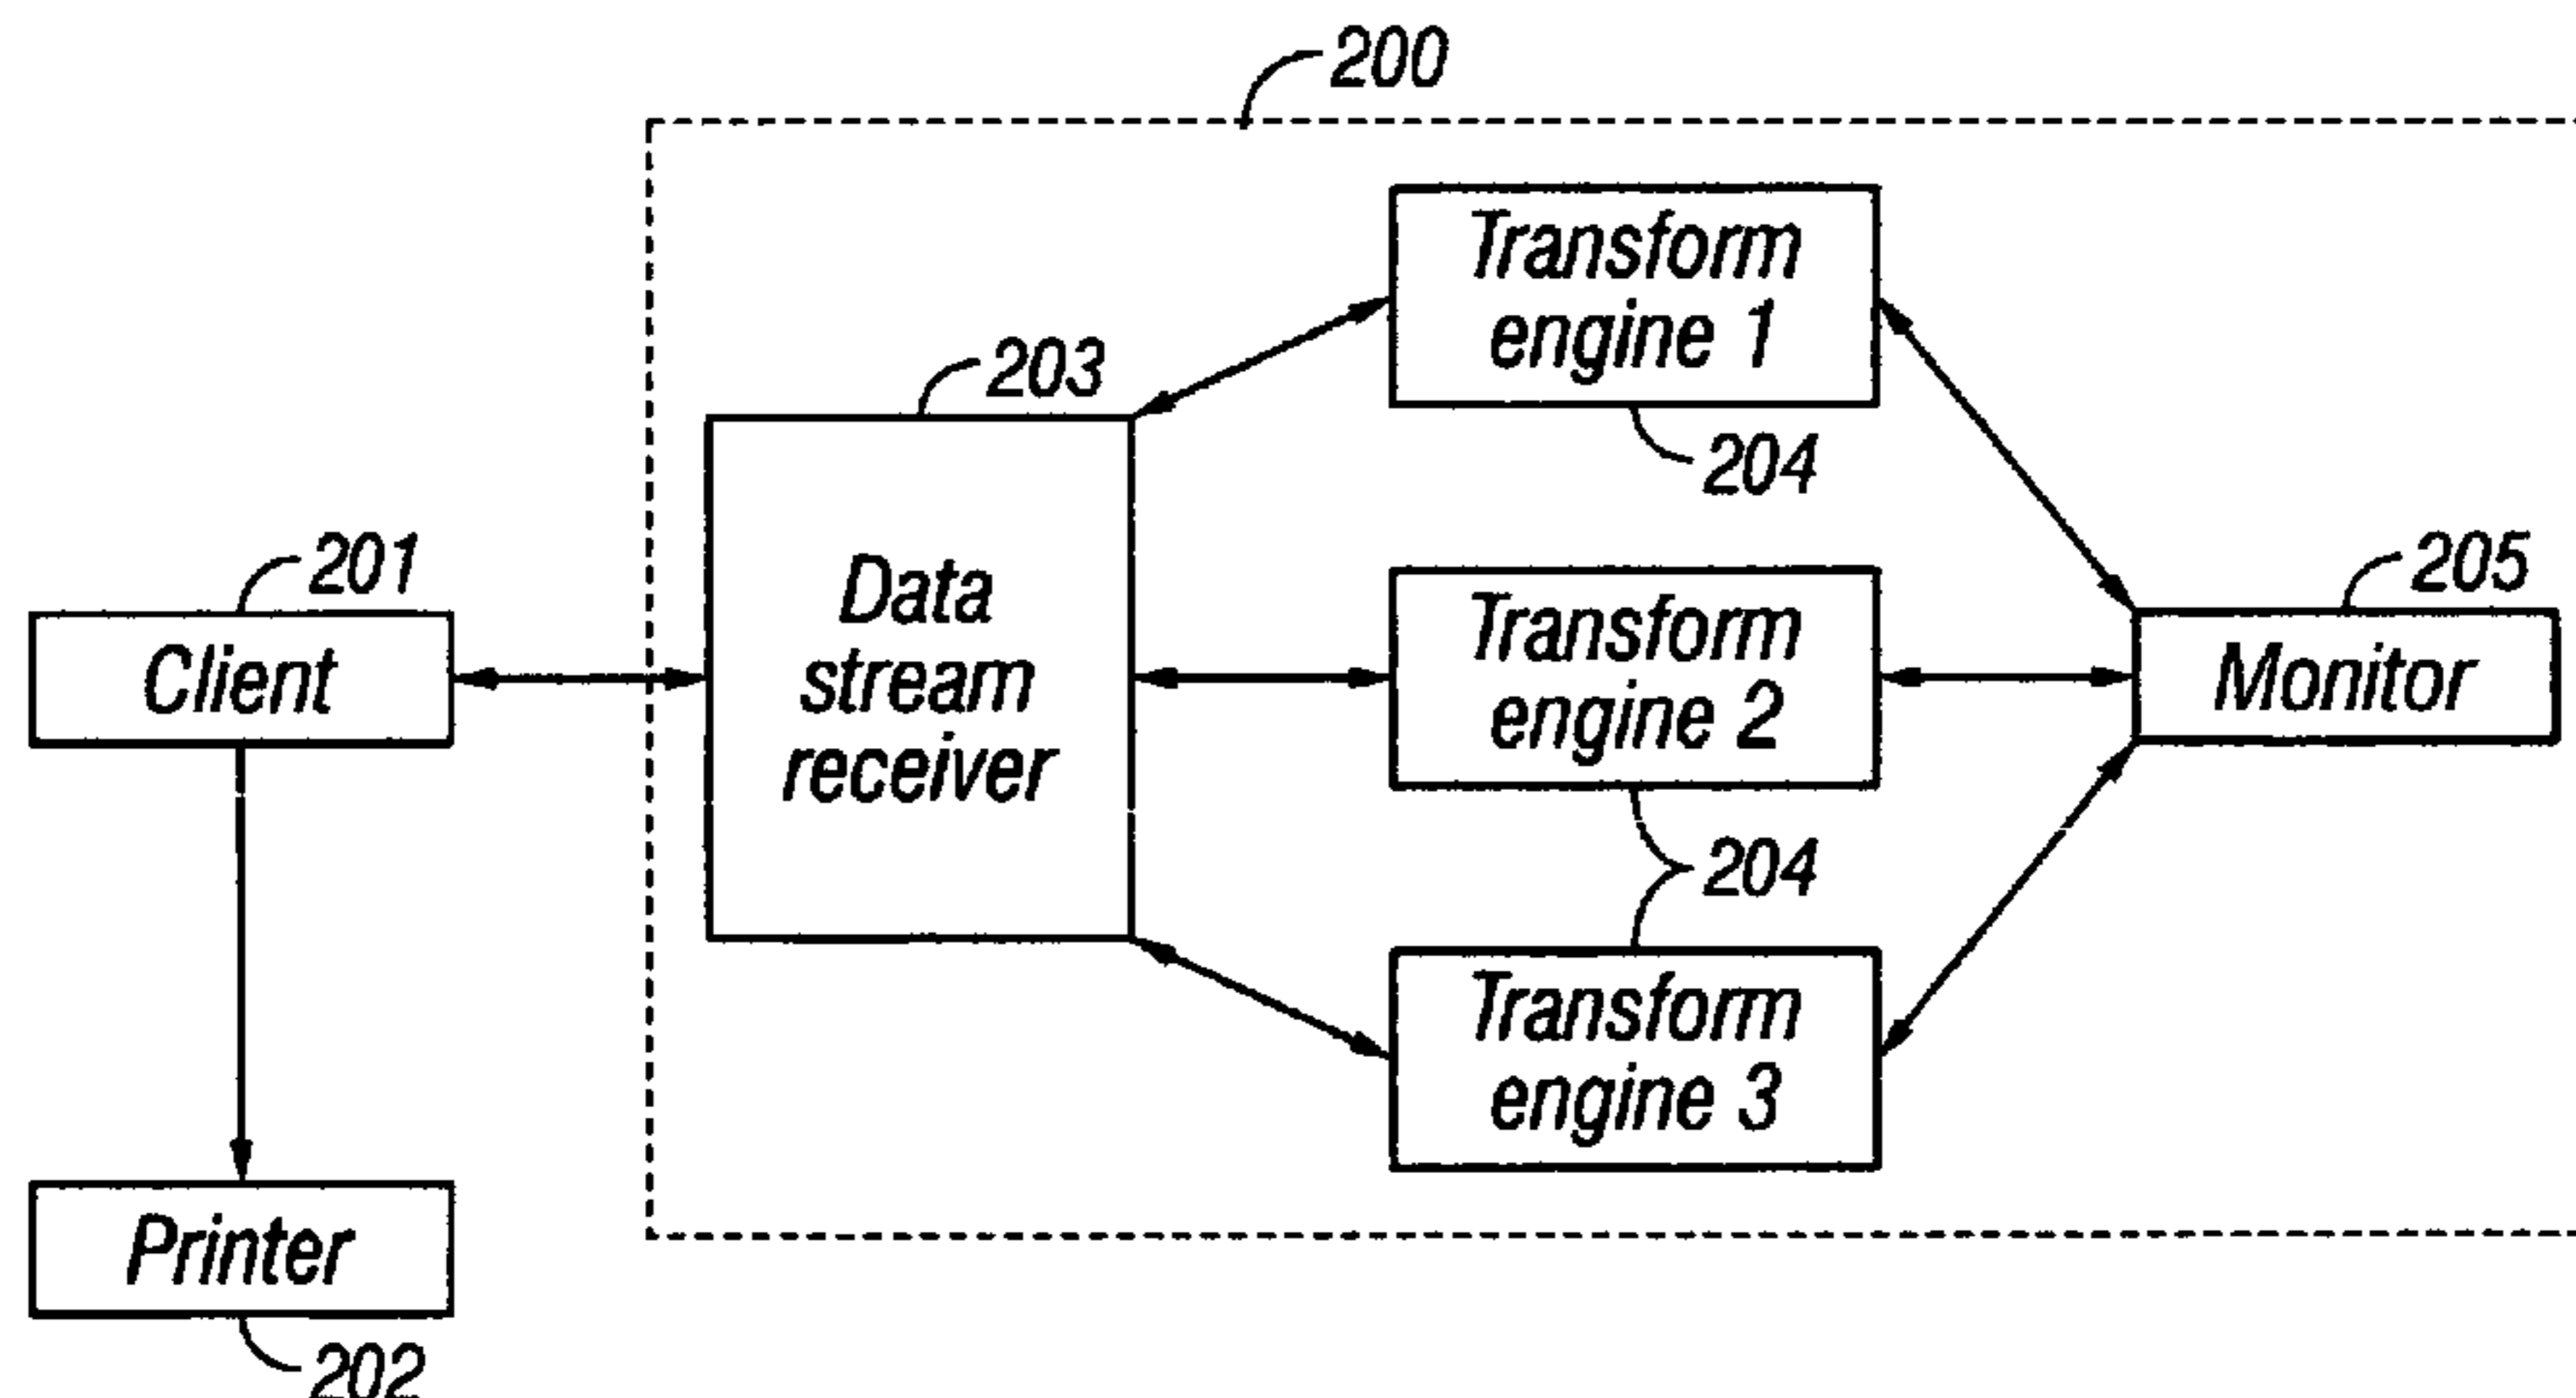 200
Transform
engine 1
204
203
Data
stream
receiver
201
Client
Transform
engine 2
204
205
Monitor
Transform
engine 3
Printer
202